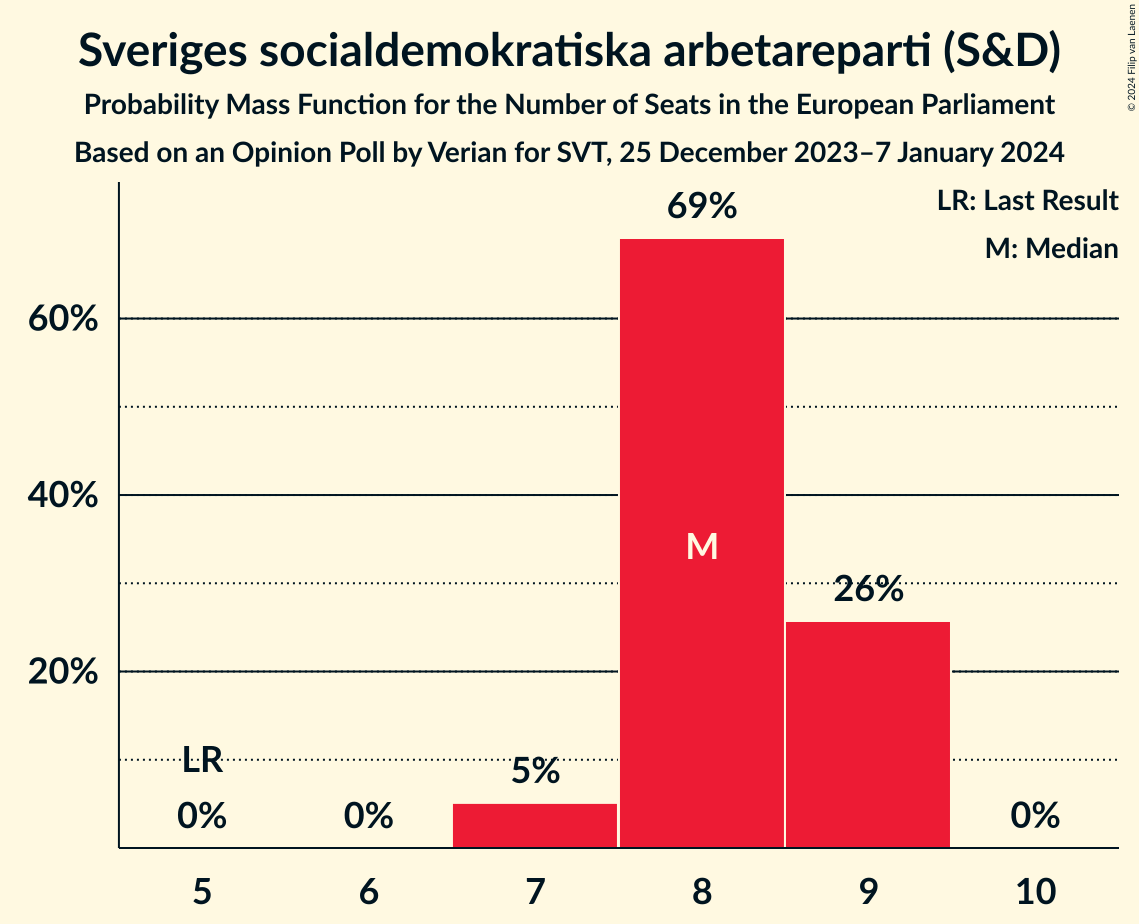 Sveriges socialdemokratiska arbetareparti (S&D)
Probability Mass Function for the Number of Seats in the European Parliament
Based on an Opinion Poll by Verian for SVT, 25 December 2023–7 January 2024
© 2024 Filip van Laenen
LR: Last Result
M: Median
69%
60%
40%
M
26%
20%
LR
5%
0%
0%
0%
5
6
7
8
9
10